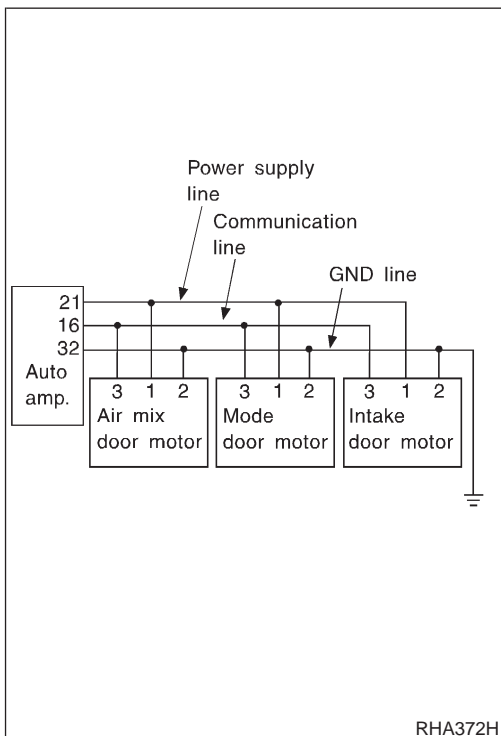 Power supply
line
Communication
line
GND line
21
16
32
Auto
amp.
3 1 2
Air mix
door motor
3 1 2
Mode
door motor
3 1 2
Intake
door motor
RHA372H